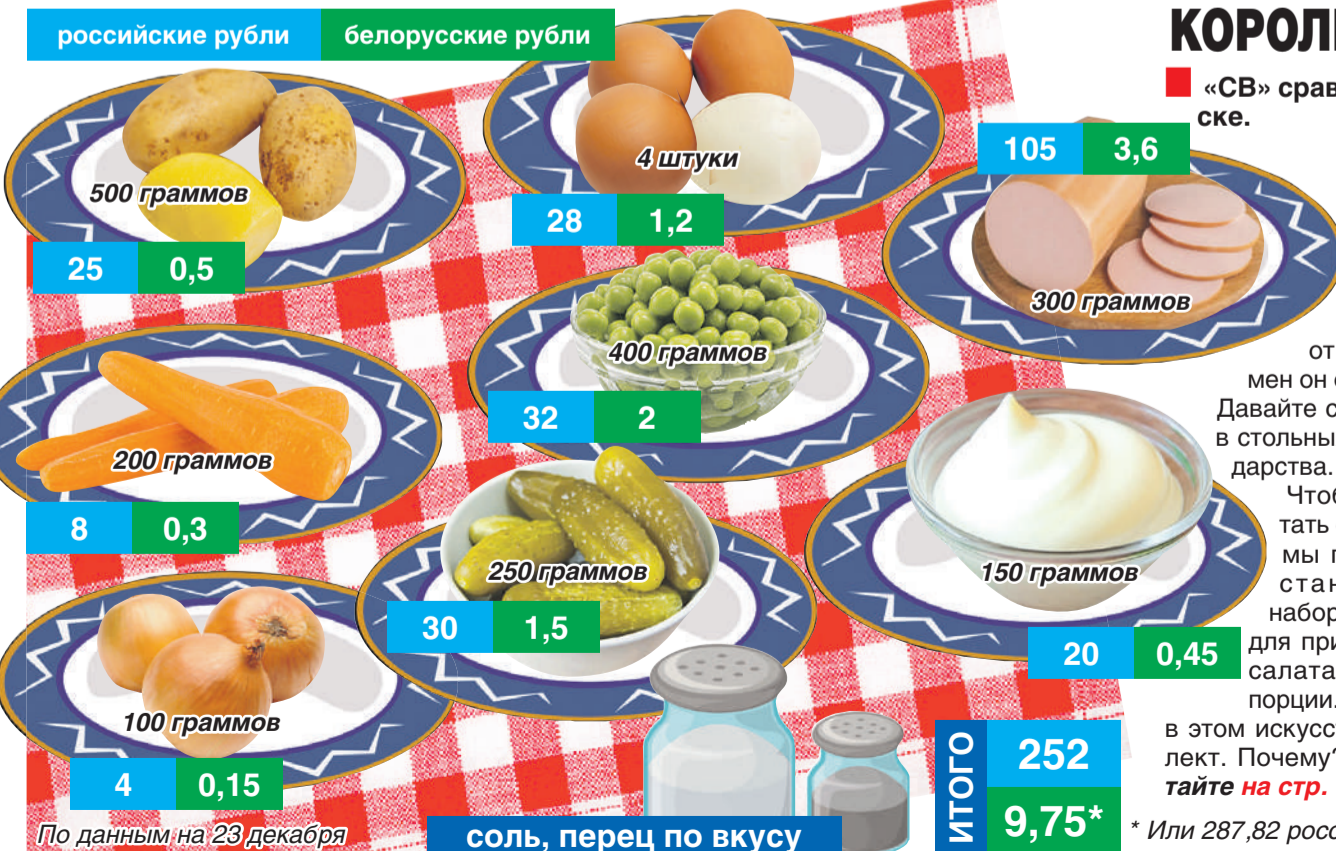 российские рубли белорусские рубли
500 граммов
25 0,5
4 штуки
28 1,2
105 3,6
300 граммов
400 граммов
32 2
200 граммов
8 0,3
250 граммов
30 1,5
150 граммов
20 0,45
100 граммов
4 0,15
По данным на 23 декабря
соль, перец по вкусу
ИТОГО
252
9,75*
КОРОЛ
«СВ» срав
ске.
от
мен он
Давайте с
в стольны
дарства.
Чтоб
тать
мы п
стан
набор
для при
салата
порции.
в этом искусс
лект. Почему?
тайте на стр.
* Или 287,82 росс